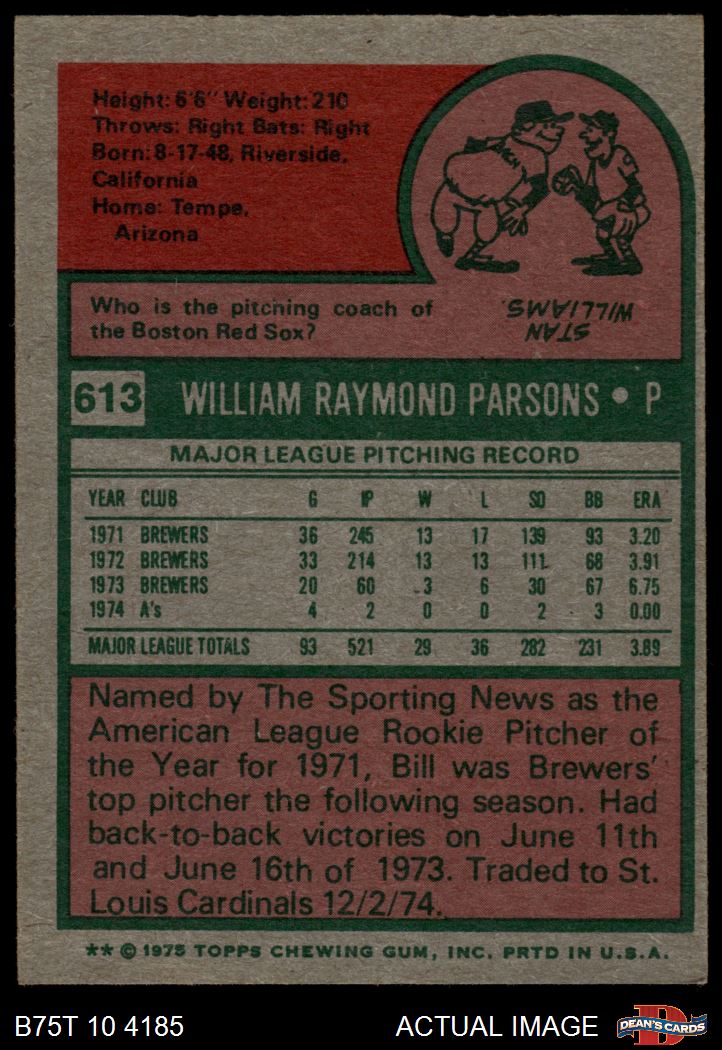 Height: 6'6" Weight: 210
Throws: Right Bats: Right
Born: 8-17-48, Riverside,
California
Home: Tempe,
Arizona
Who is the pitching coach of
the Boston Red Sox?
STAN
WILLIAMS.
613 WILLIAM RAYMOND PARSONS • P
MAJOR LEAGUE PITCHING RECORD
YEAR CLUB G IP W L SO BB ERA
1971 BREWERS 36 245 13 17 139 93 3.20
1972 BREWERS 33 214 13 13 111 68 3.91
1973 BREWERS 20 60 3 6 30 67 6.75
1974 A's 4 2 0 0 2 3 0.00
MAJOR LEAGUE TOTALS 93 521 29 36 282 231 3.89
Named by The Sporting News as the
American League Rookie Pitcher of
the Year for 1971, Bill was Brewers'
top pitcher the following season. Had
back-to-back victories on June 11th
and June 16th of 1973. Traded to St.
Louis Cardinals 12/2/74.
** © 1975 TOPPS CHEWING GUM, INC. PRTD IN U.S.A.
B75T 10 4185 ACTUAL IMAGE DEAN'S CARDS